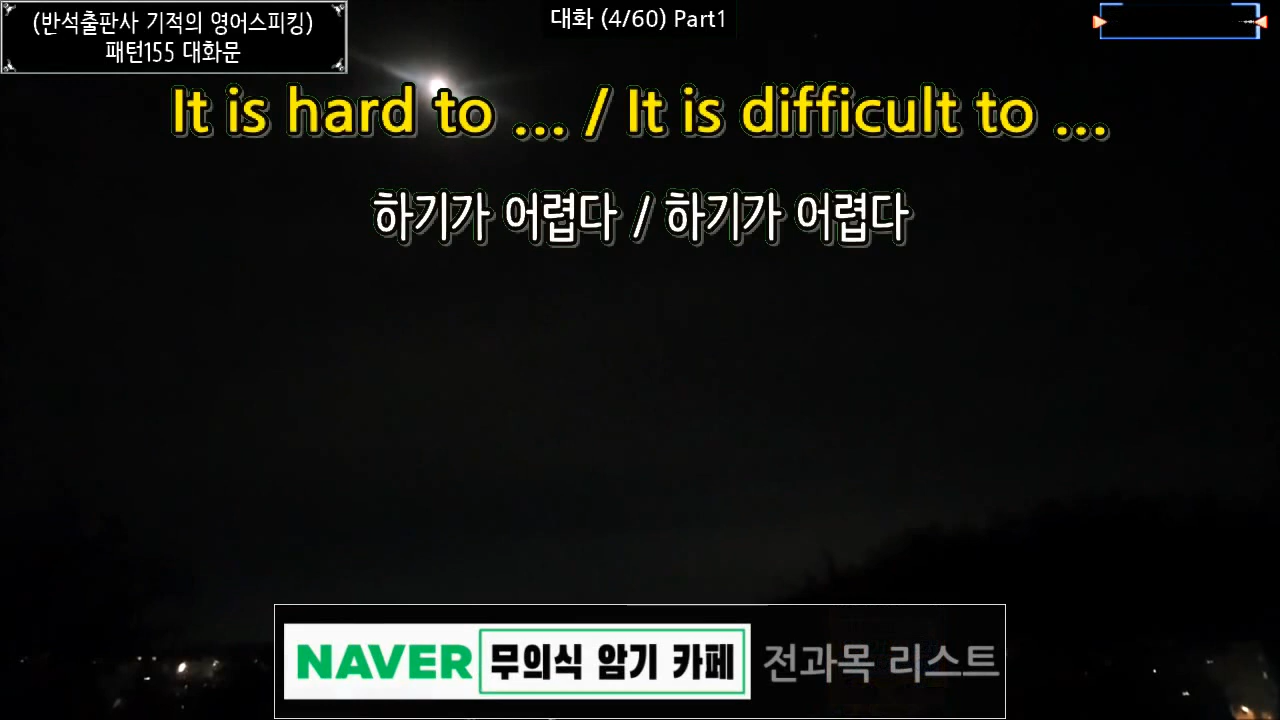 (반석출판사 기적의 영어스피킹)
패턴155 대화문
대화 (4/60) Part1
It is hard to ... / It is difficult to ...
하기가 어렵다 / 하기가 어렵다
NAVER 무의식 암기 카페 전과목 리스트